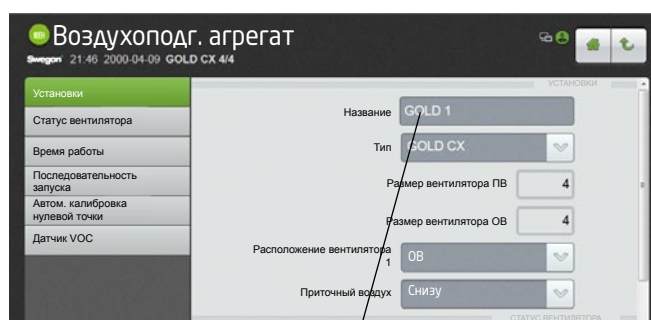 Воздухоподг. агрегат
Swegon 21:46 2000-04-09 GOLD CX 4/4
УСТАНОВКИ
Установки
Статус вентилятора
Время работы
Последовательность
запуска
Автом. калибровка
нулевой точки
Датчик VOC
Название GOLD 1
Тип GOLD CX
Размер вентилятора ПВ 4
Размер вентилятора ОВ 4
Расположение вентилятора
1 ОВ
Приточный воздух Снизу
СТАТУС ВЕНТИЛЯТОРА